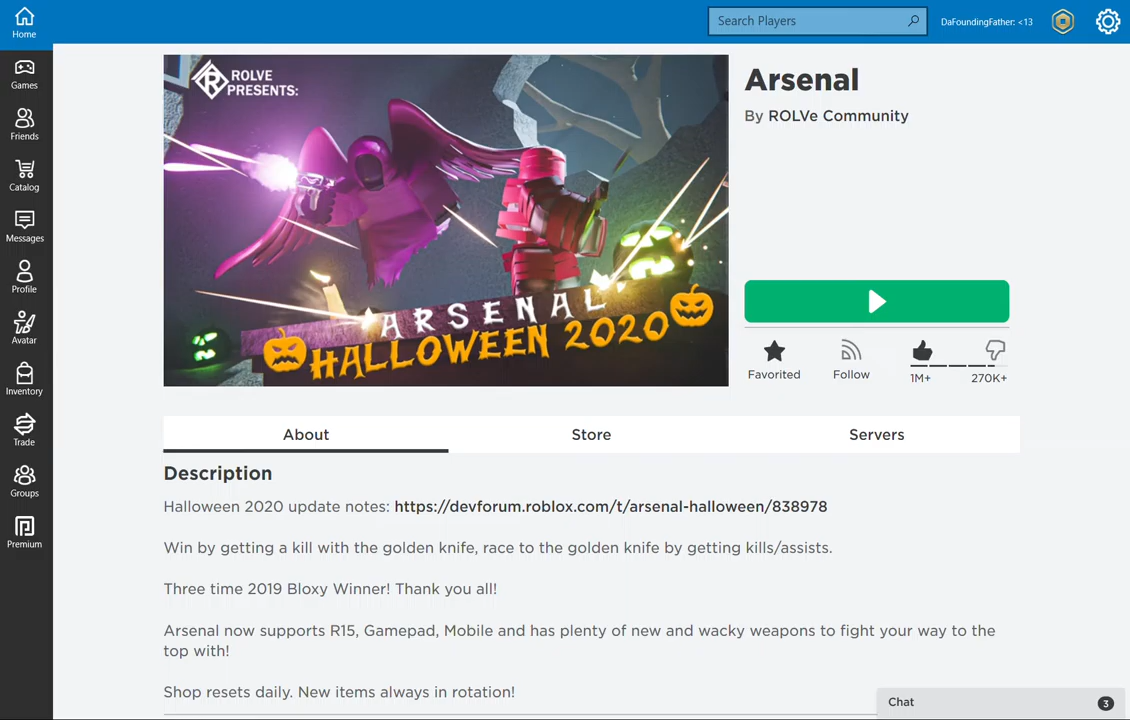 Home
Search Players
DaFoundingFather: <13
Games
Friends
Catalog
Messages
Profile
Avatar
Inventory
Trade
Groups
Premium
ROLVE
PRESENTS:
ARSENAL
HALLOWEEN 2020
Arsenal
By ROLVe Community
Favorited
Follow
1M+
270K+
About
Store
Servers
Description
Halloween 2020 update notes: https://devforum.roblox.com/t/arsenal-halloween/838978
Win by getting a kill with the golden knife, race to the golden knife by getting kills/assists.
Three time 2019 Bloxy Winner! Thank you all!
Arsenal now supports R15, Gamepad, Mobile and has plenty of new and wacky weapons to fight your way to the
top with!
Shop resets daily. New items always in rotation!
Chat
3